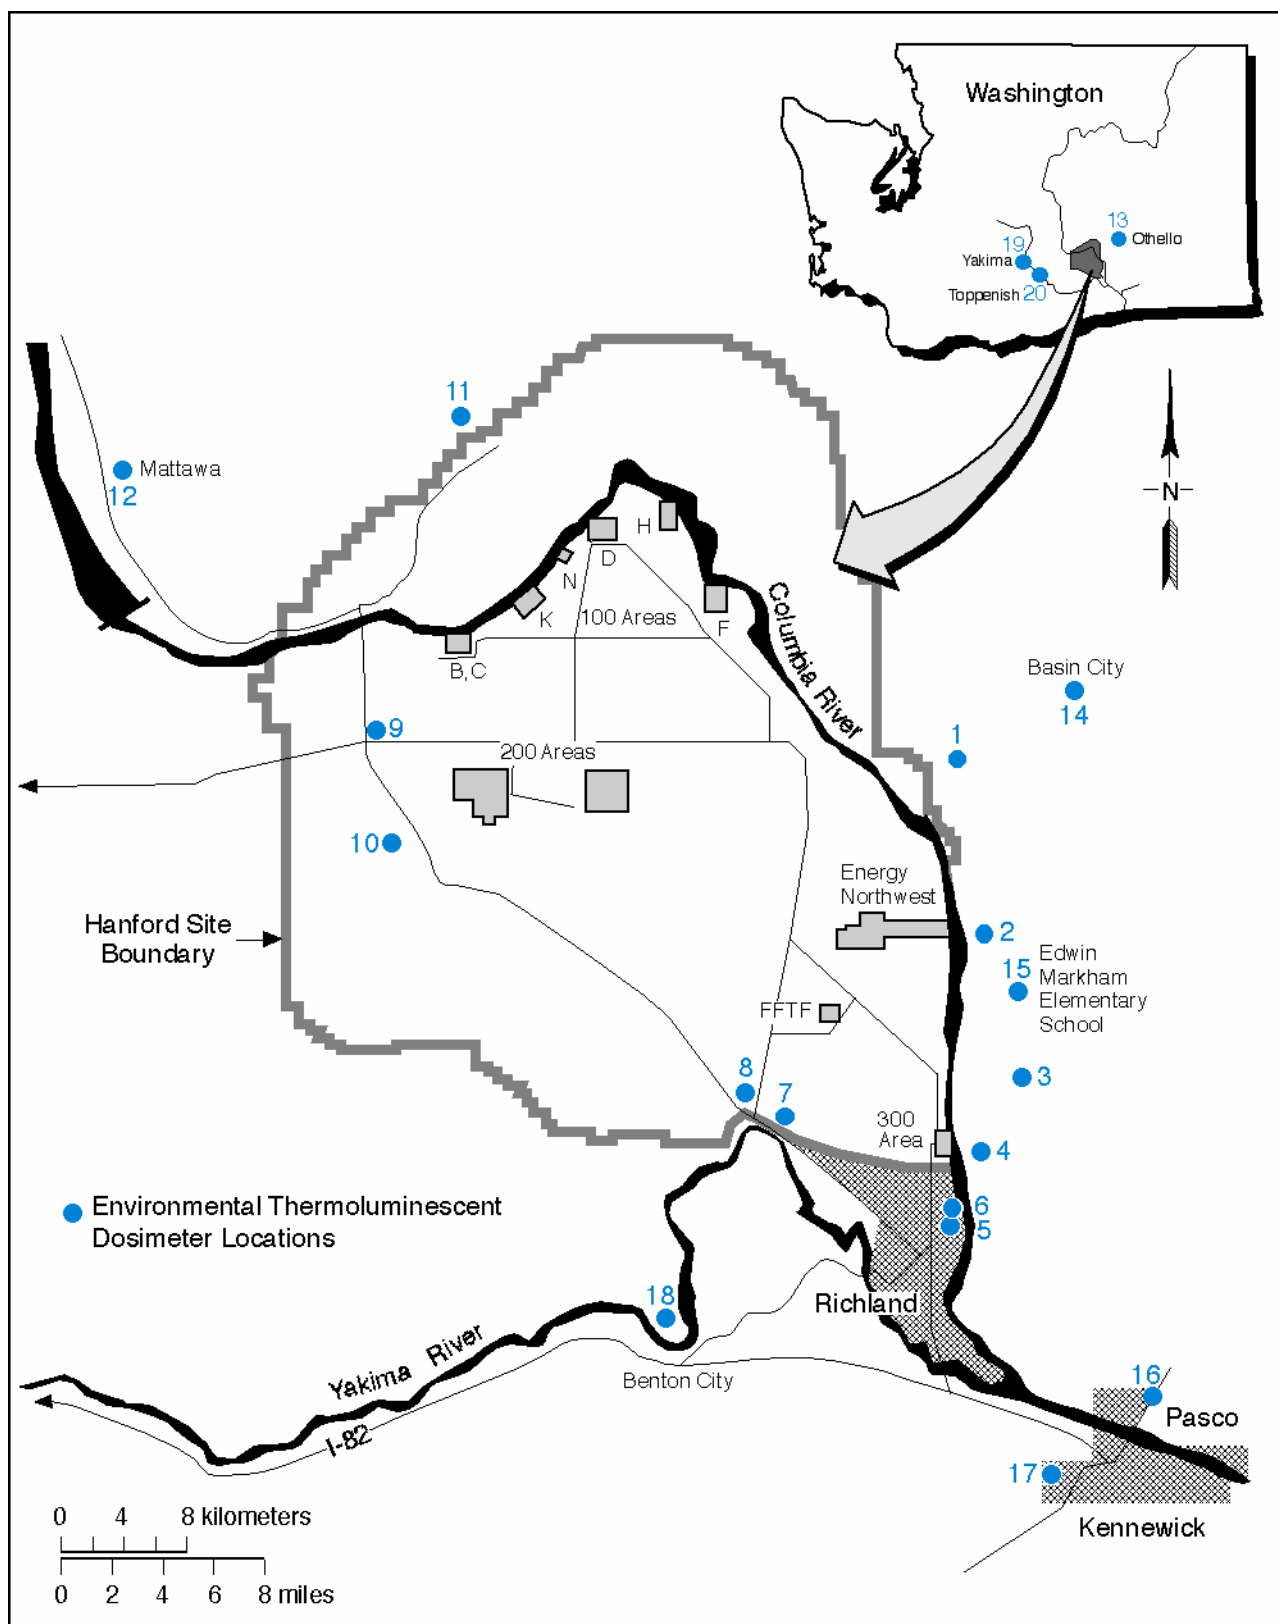 Washington
13
Othello
19
Yakima
Toppenish 20
11
Mattawa
12
N
H
D
N
K
100 Areas
F
B,C
Columbia River
Basin City
14
1
9
200 Areas
10
Energy
Northwest
Hanford Site
Boundary
2
15
Edwin
Markham
Elementary
School
FFTF
3
8
7
300
Area
4
6
5
Environmental Thermoluminescent
Dosimeter Locations
18
Richland
Yakima River
Benton City
I-82
16
Pasco
17
Kennewick
0 4 8 kilometers
0 2 4 6 8 miles